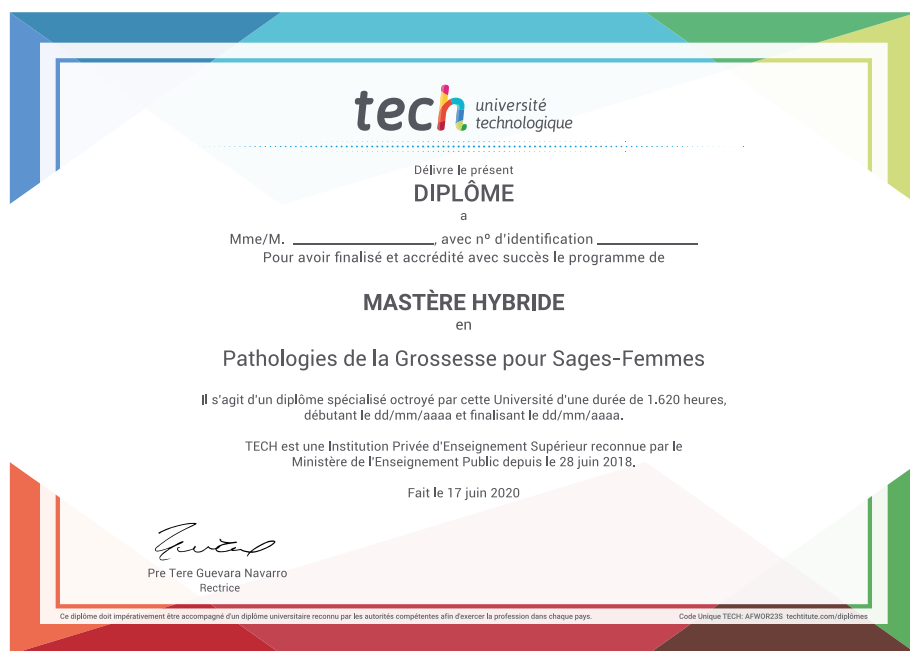 tech université
technologique
Délivre le présent
DIPLÔME
a
Mme/M. ____________________, avec nº d'identification ______________
Pour avoir finalisé et accrédité avec succès le programme de
MASTÈRE HYBRIDE
en
Pathologies de la Grossesse pour Sages-Femmes
Il s'agit d'un diplôme spécialisé octroyé par cette Université d'une durée de 1.620 heures,
débutant le dd/mm/aaaa et finalisant le dd/mm/aaaa.
TECH est une Institution Privée d'Enseignement Supérieur reconnue par le
Ministère de l'Enseignement Public depuis le 28 juin 2018.
Fait le 17 juin 2020
Pre Tere Guevara Navarro
Rectrice
Ce diplôme doit impérativement être accompagné d'un diplôme universitaire reconnu par les autorités compétentes afin d'exercer la profession dans chaque pays.
Code Unique TECH: AFWOR23S techtitute.com/diplômes